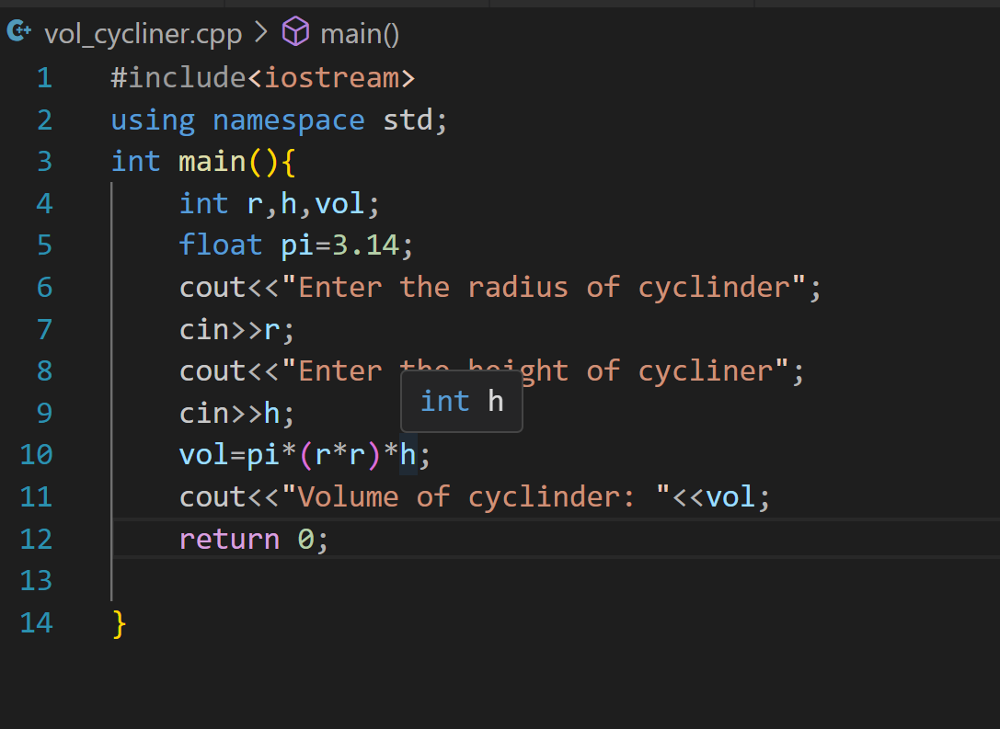 vol_cycliner.cpp > main()
1 #include<iostream>
2 using namespace std;
3 int main(){
4 int r,h,vol;
5 float pi=3.14;
6 cout<<"Enter the radius of cyclinder";
7 cin>>r;
8 cout<<"Enter the height of cycliner";
int h
9 cin>>h;
10 vol=pi*(r*r)*h;
11 cout<<"Volume of cyclinder: "<<vol;
12 return 0;
13
14 }